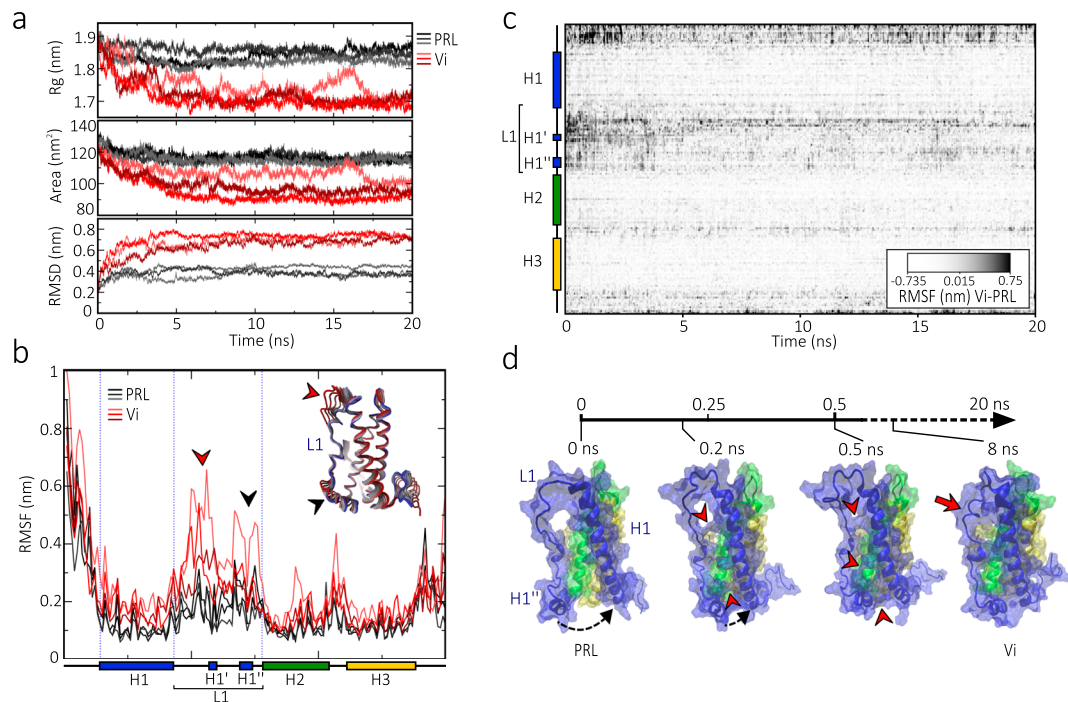 a
Rg (nm)
1.9
1.8
1.7
PRL
Vi
Area (nm²)
140
120
100
80
RMSD (nm)
0.8
0.6
0.4
0.2
0
0 5 10 15 20
Time (ns)
b
RMSF (nm)
1
0.8
0.6
0.4
0.2
0
PRL
Vi
L1
H1 H1' H1'' H2 H3
L1
c
H1
L1
H1'
H1''
H2
H3
-0.735 0.015 0.75
RMSF (nm) Vi-PRL
0 5 10 15 20
Time (ns)
d
0 0.25 0.5 20 ns
0 ns 0.2 ns 0.5 ns 8 ns
L1
H1
H1''
PRL Vi